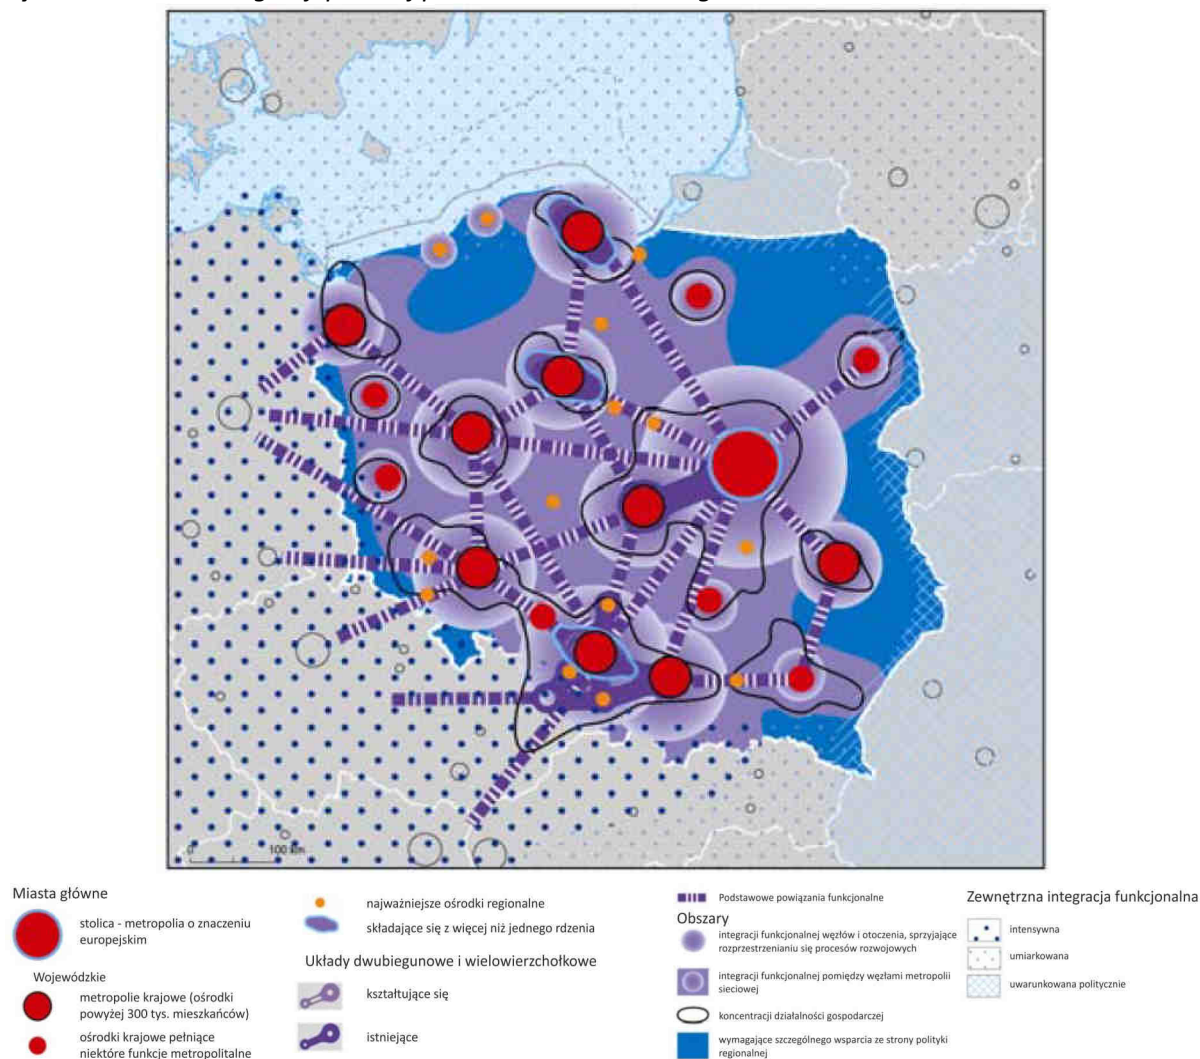 100 km
Miasta główne
stolica - metropolia o znaczeniu
europejskim
Wojewódzkie
metropolie krajowe (ośrodki
powyżej 300 tys. mieszkańców)
ośrodki krajowe pełniące
niektóre funkcje metropolitalne
najważniejsze ośrodki regionalne
składające się z więcej niż jednego rdzenia
Układy dwubiegunowe i wielowierzchołkowe
kształtujące się
istniejące
Podstawowe powiązania funkcjonalne
Obszary
integracji funkcjonalnej węzłów i otoczenia, sprzyjające
rozprzestrzenianiu się procesów rozwojowych
integracji funkcjonalnej pomiędzy węzłami metropolii
sieciowej
koncentracji działalności gospodarczej
wymagające szczególnego wsparcia ze strony polityki
regionalnej
Zewnętrzna integracja funkcjonalna
intensywna
umiarkowana
uwarunkowana politycznie